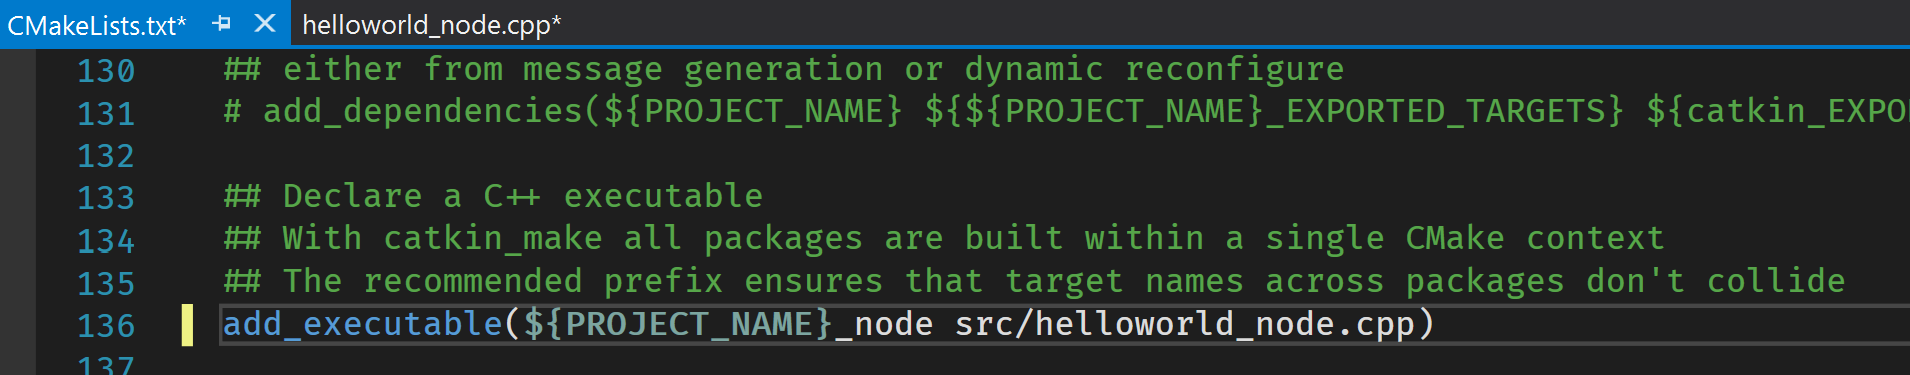 CMakeLists.txt* helloworld_node.cpp*
130 ## either from message generation or dynamic reconfigure
131 # add_dependencies(${PROJECT_NAME} ${${PROJECT_NAME}_EXPORTED_TARGETS} ${catkin_EXPO
132
133 ## Declare a C++ executable
134 ## With catkin_make all packages are built within a single CMake context
135 ## The recommended prefix ensures that target names across packages don't collide
136 add_executable(${PROJECT_NAME}_node src/helloworld_node.cpp)
137